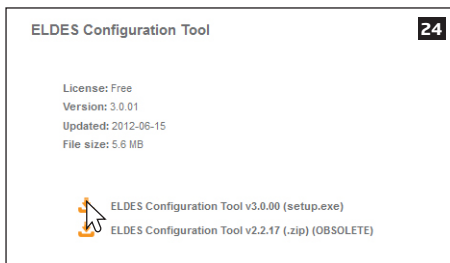 ELDES Configuration Tool
24
License: Free
Version: 3.0.01
Updated: 2012-06-15
File size: 5.6 MB
ELDES Configuration Tool v3.0.00 (setup.exe)
ELDES Configuration Tool v2.2.17 (.zip) (OBSOLETE)